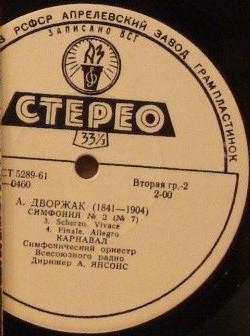 РСФСР АПРЕЛЕВСКИЙ ЗАВОД ГРАМПЛАСТИНОК
ЗАПИСАНО ВСГ
АЗ
СТЕРЕО
33⅓
СТ 5289-61
—0460
Вторая гр.-2
2-00
А. ДВОРЖАК (1841—1904)
СИМФОНИЯ № 2 (№ 7)
3. Scherzo. Vivace
4. Finale. Allegro
КАРНАВАЛ
Симфонический оркестр
Всесоюзного радио
Дирижер А. ЯНСОНС